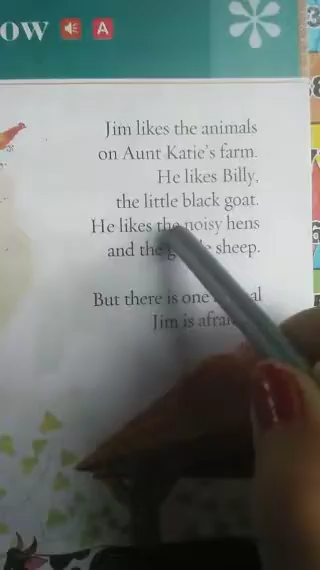 OW
A
Jim likes the animals
on Aunt Katie's farm.
He likes Billy,
the little black goat.
He likes the noisy hens
and the sheep.
But there is one
Jim is